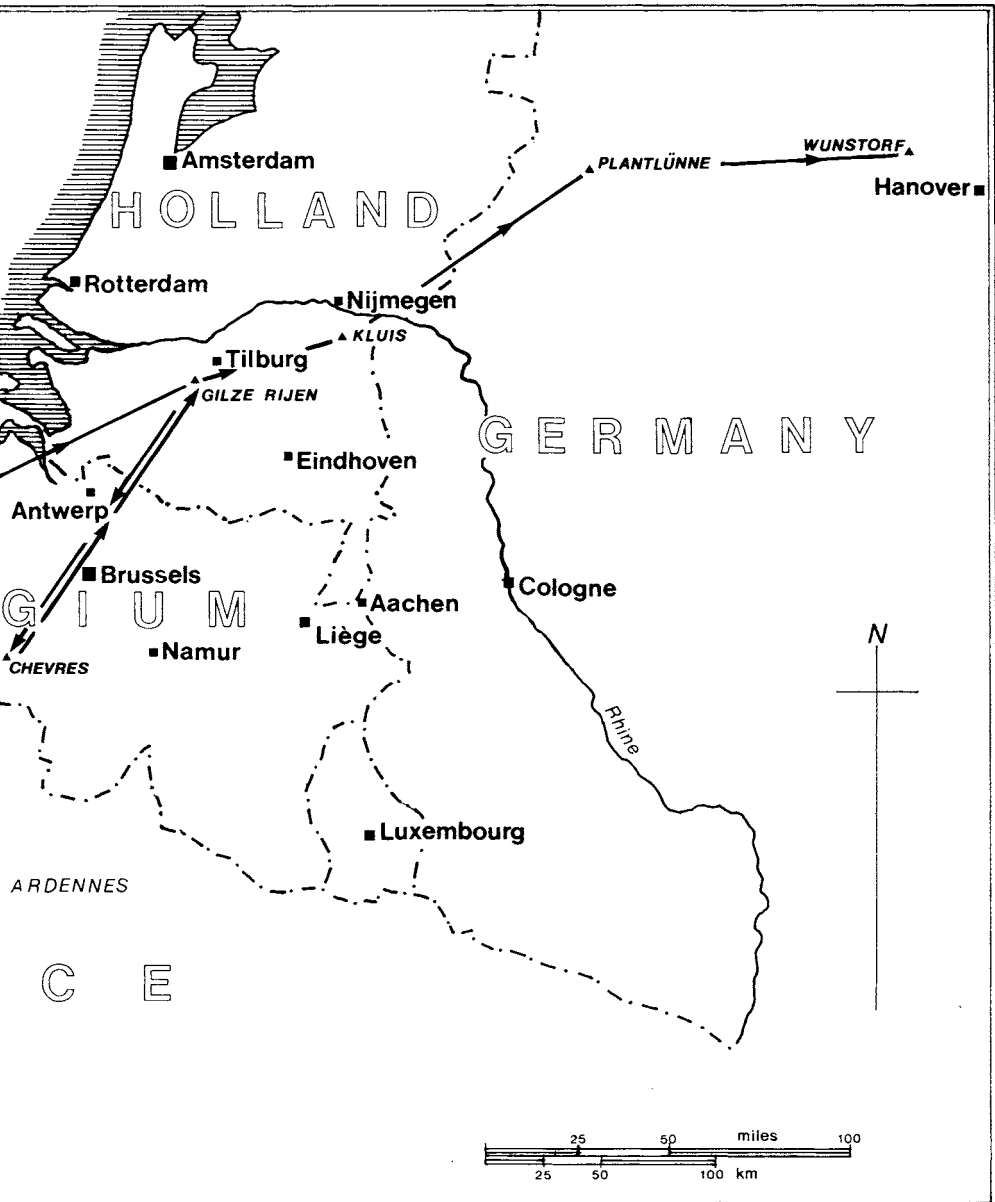 WUNSTORF
Amsterdam
PLANTLÜNNE
Hanover
HOLLAND
Rotterdam
Nijmegen
KLUIS
Tilburg
GILZE RIJEN
GERMANY
Eindhoven
Antwerp
Brussels
Cologne
GIUM
Aachen
Liège
N
Namur
CHEVRES
Rhine
Luxembourg
ARDENNES
CE
25 50 miles 100
25 50 100 km